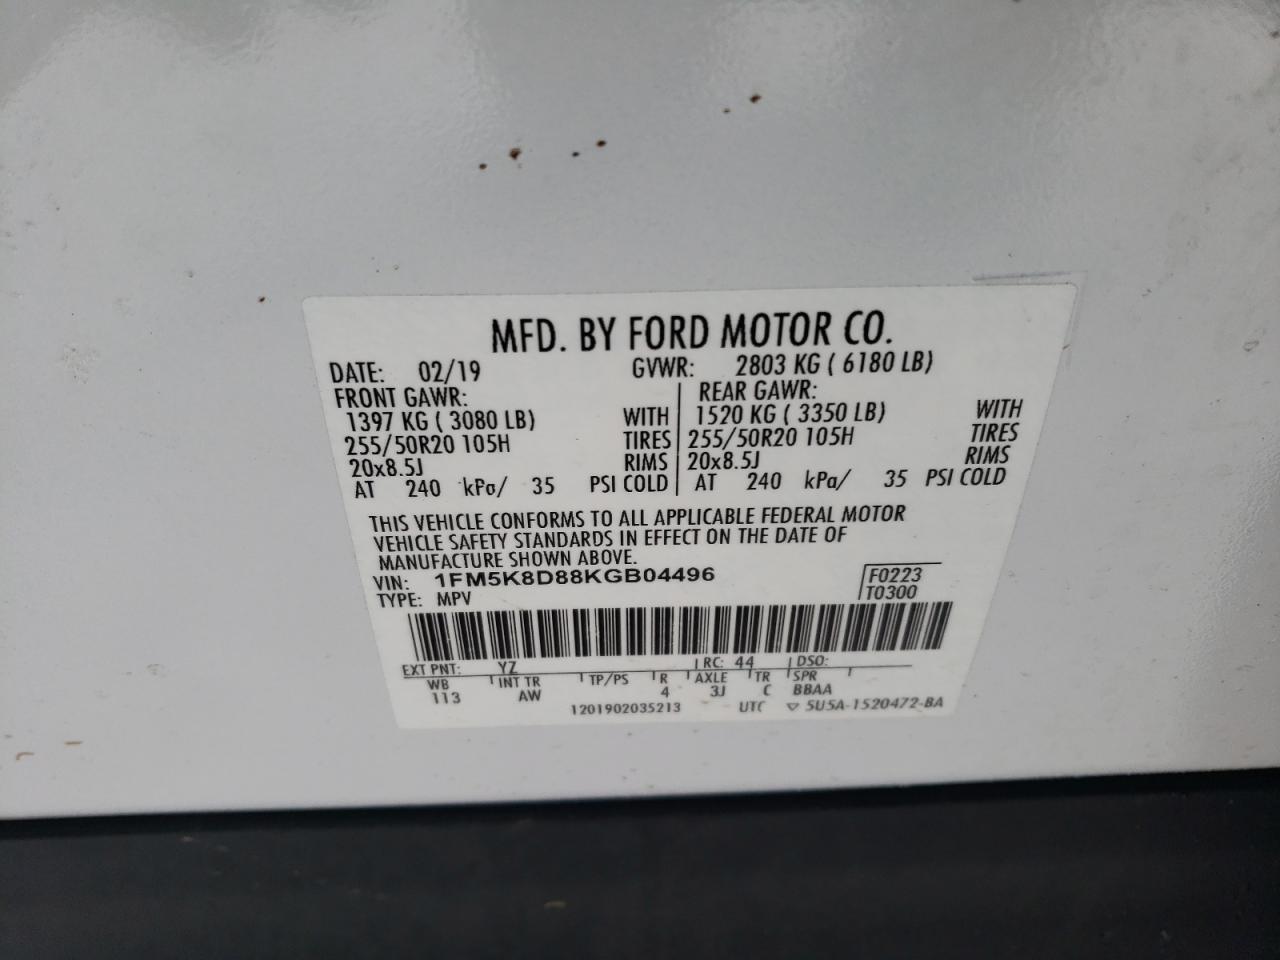 MFD. BY FORD MOTOR CO.
DATE: 02/19 GVWR: 2803 KG ( 6180 LB)
FRONT GAWR: REAR GAWR:
1397 KG ( 3080 LB) WITH 1520 KG ( 3350 LB) WITH
255/50R20 105H TIRES 255/50R20 105H TIRES
20x8.5J RIMS 20x8.5J RIMS
AT 240 kPa/ 35 PSI COLD AT 240 kPa/ 35 PSI COLD
THIS VEHICLE CONFORMS TO ALL APPLICABLE FEDERAL MOTOR
VEHICLE SAFETY STANDARDS IN EFFECT ON THE DATE OF
MANUFACTURE SHOWN ABOVE.
VIN: 1FM5K8D88KGB04496 F0223
TYPE: MPV T0300
EXT PNT: YZ RC: 44 DSO:
WB INT TR TP/PS R AXLE TR SPR
113 AW 4 3J C BBAA
1201902035213 UTC ▽ 5U5A-1520472-BA